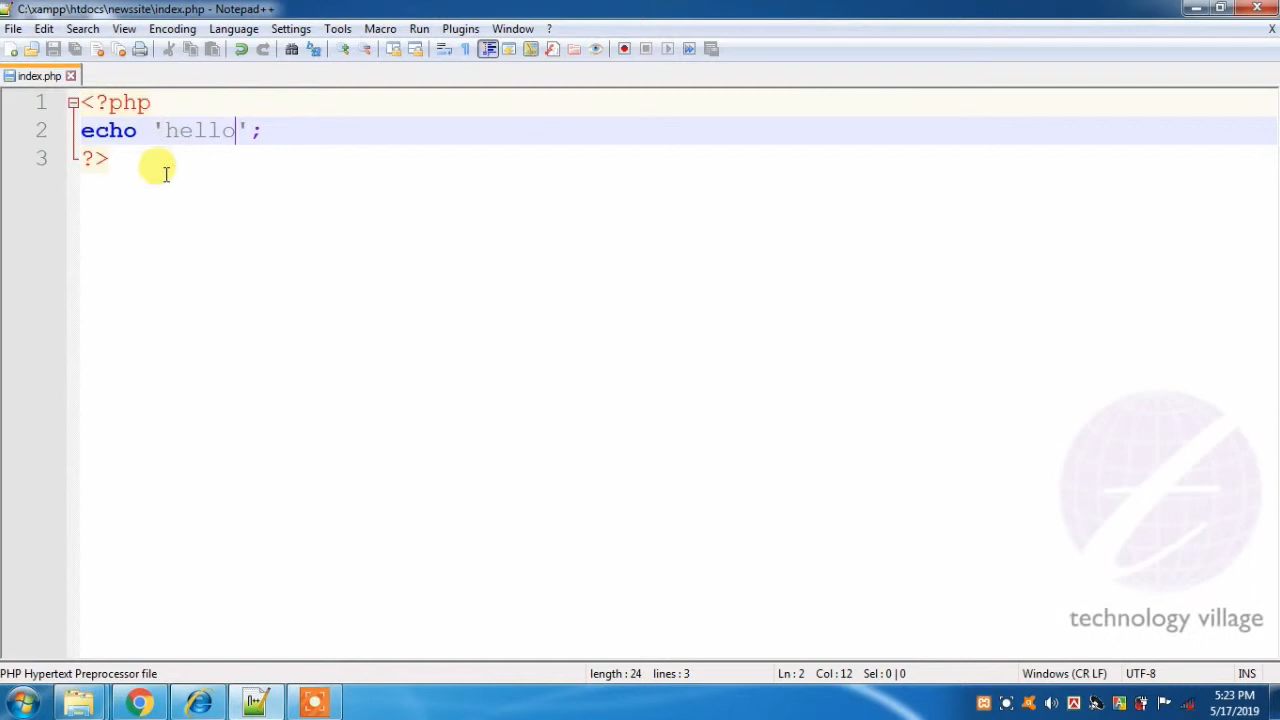 C:\xampp\htdocs\newssite\index.php - Notepad++
File Edit Search View Encoding Language Settings Tools Macro Run Plugins Window ? X
index.php
1 <?php
2 echo 'hello';
3 ?>
technology village
PHP Hypertext Preprocessor file length : 24 lines : 3 Ln : 2 Col : 12 Sel : 0 | 0 Windows (CR LF) UTF-8 INS
5:23 PM
5/17/2019